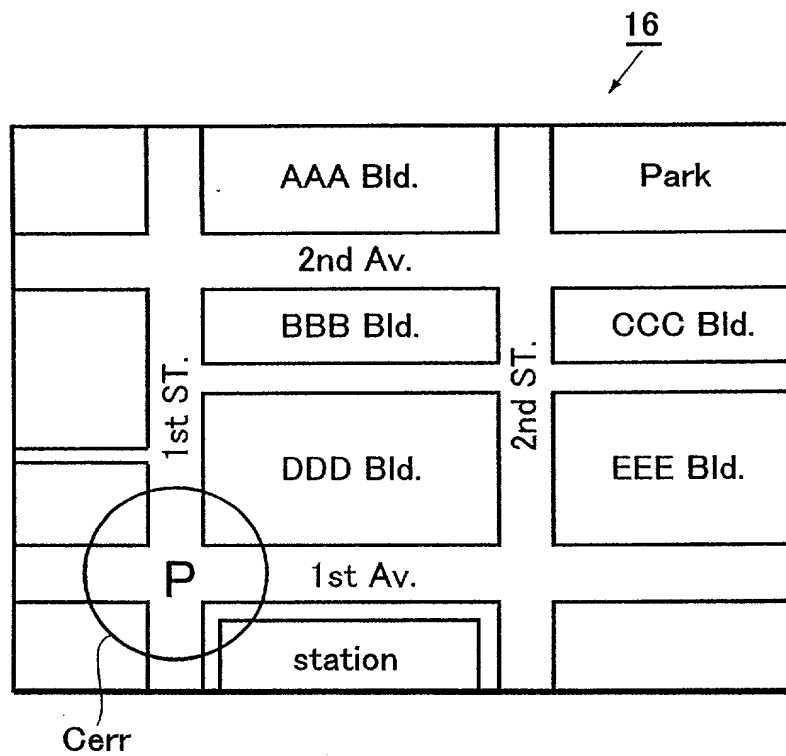 16
AAA Bld.
Park
2nd Av.
BBB Bld.
CCC Bld.
1st ST.
2nd ST.
DDD Bld.
EEE Bld.
P
1st Av.
station
Cerr